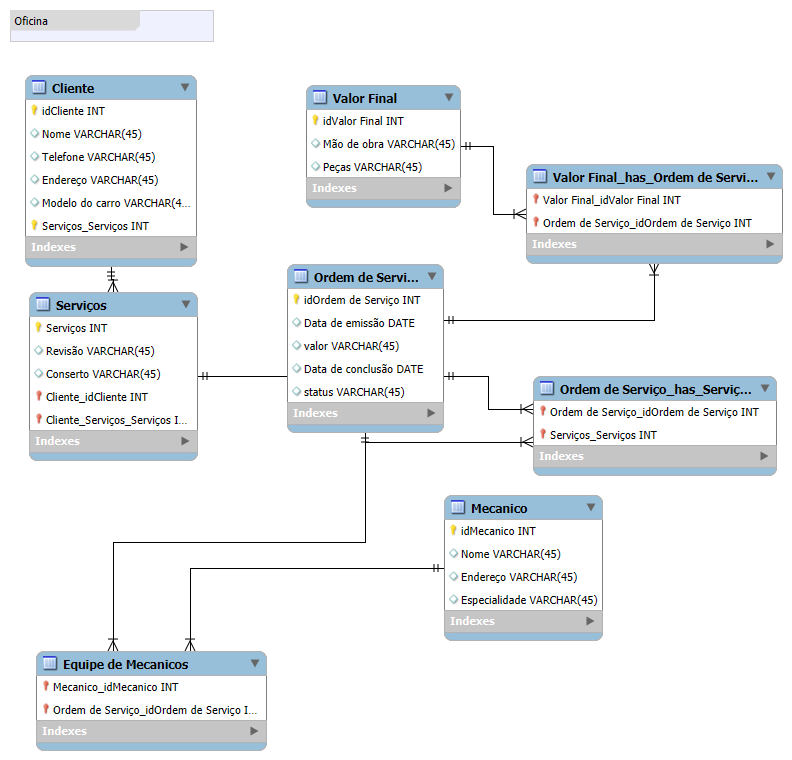 Oficina
Cliente
idCliente INT
Nome VARCHAR(45)
Telefone VARCHAR(45)
Endereço VARCHAR(45)
Modelo do carro VARCHAR(4...
Serviços_Serviços INT
Indexes
Valor Final
idValor Final INT
Mão de obra VARCHAR(45)
Peças VARCHAR(45)
Indexes
Valor Final_has_Ordem de Servi...
Valor Final_idValor Final INT
Ordem de Serviço_idOrdem de Serviço INT
Indexes
Serviços
Serviços INT
Revisão VARCHAR(45)
Conserto VARCHAR(45)
Cliente_idCliente INT
Cliente_Serviços_Serviços I...
Indexes
Ordem de Servi...
idOrdem de Serviço INT
Data de emissão DATE
valor VARCHAR(45)
Data de conclusão DATE
status VARCHAR(45)
Indexes
Ordem de Serviço_has_Serviç...
Ordem de Serviço_idOrdem de Serviço INT
Serviços_Serviços INT
Indexes
Mecanico
idMecanico INT
Nome VARCHAR(45)
Endereço VARCHAR(45)
Especialidade VARCHAR(45)
Indexes
Equipe de Mecanicos
Mecanico_idMecanico INT
Ordem de Serviço_idOrdem de Serviço I...
Indexes